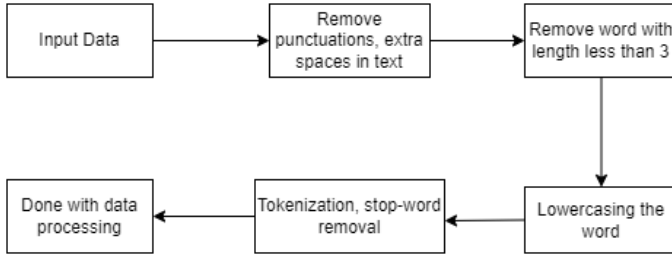 Input Data
Remove
punctuations, extra
spaces in text
Remove word with
length less than 3
Lowercasing the
word
Tokenization, stop-word
removal
Done with data
processing